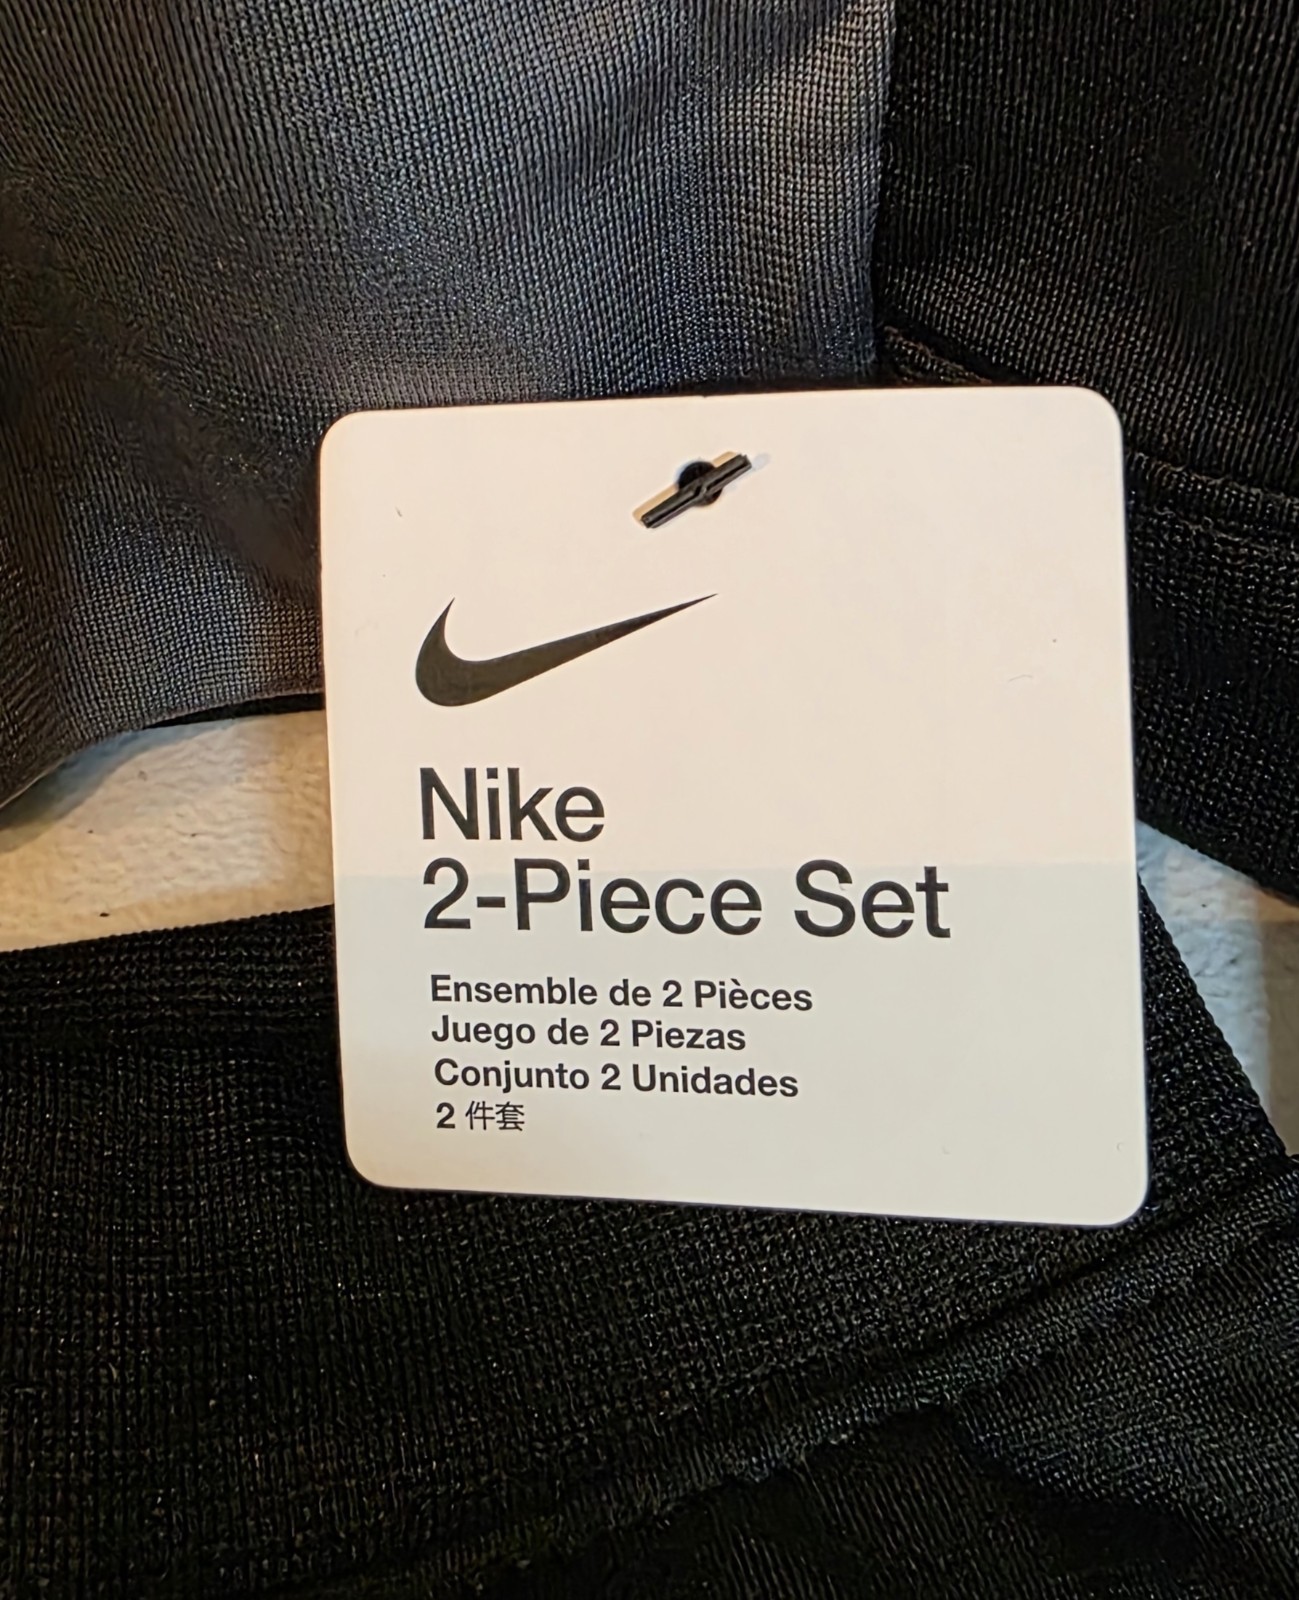 Nike
2-Piece Set
Ensemble de 2 Pièces
Juego de 2 Piezas
Conjunto 2 Unidades
2 件套